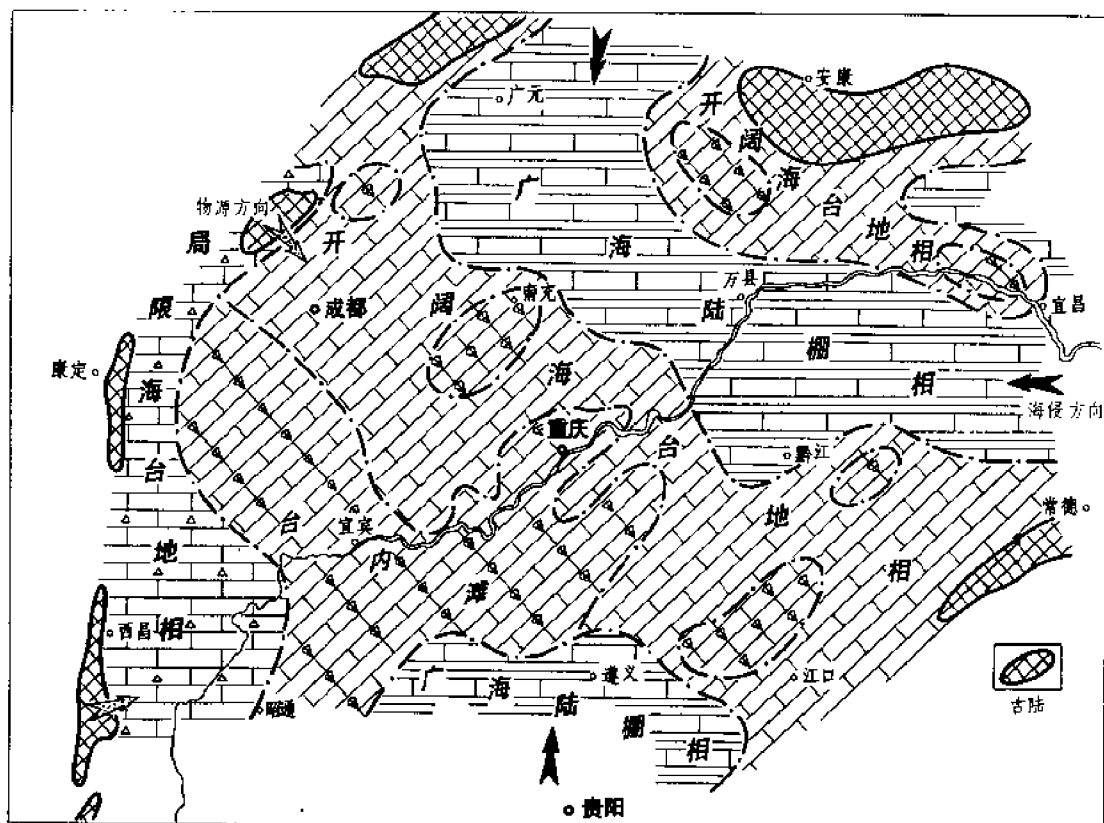 安康
广元
开阔海台地相
物源方向
局限海台地相
开阔海台地相
广海陆棚相
万县
宜昌
成都
南充
康定
海侵方向
重庆
黔江
常德
宜宾
台内滩
西昌
遵义
江口
昭通
广海陆棚相
古陆
贵阳